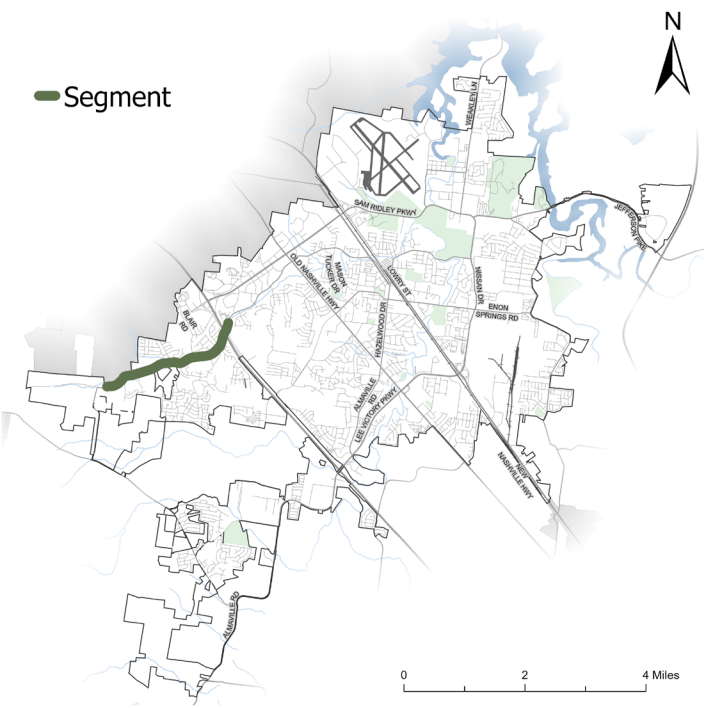 N
Segment
WEAKLEY LN
SAM RIDLEY PKWY
JEFFERSON PIKE
MASON
TUCKER DR
OLD NASHVILLE HWY
LOWRY ST
NISSAN DR
BLAIR
RD
HAZELWOOD DR
ENON
SPRINGS RD
ALMAVILLE
RD
LEE VICTORY PKWY
NEW
NASHVILLE HWY
ALMAVILLE RD
0 2 4 Miles